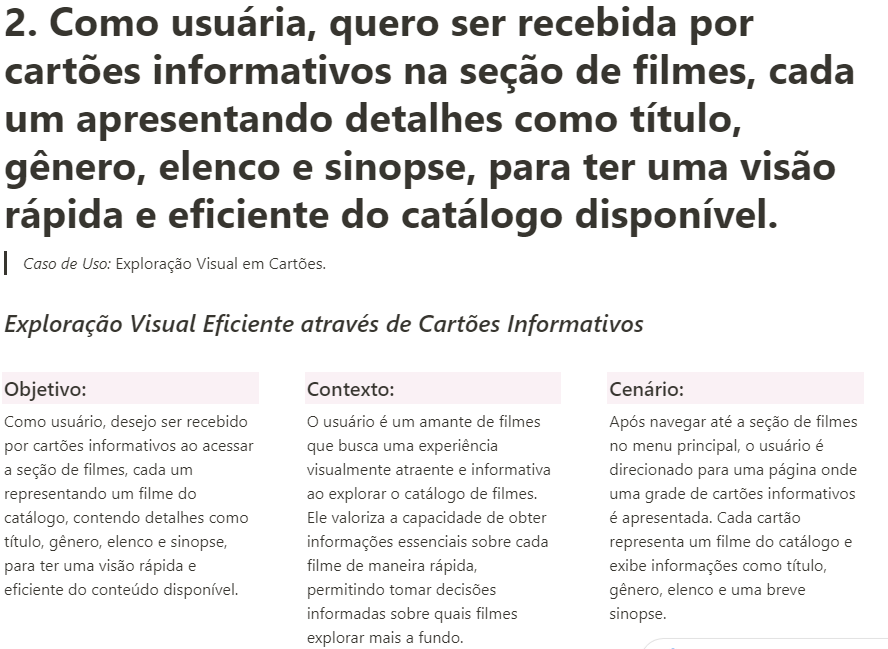 2. Como usuária, quero ser recebida por
cartões informativos na seção de filmes, cada
um apresentando detalhes como título,
gênero, elenco e sinopse, para ter uma visão
rápida e eficiente do catálogo disponível.
Caso de Uso: Exploração Visual em Cartões.
Exploração Visual Eficiente através de Cartões Informativos
Objetivo:
Como usuário, desejo ser recebido
por cartões informativos ao acessar
a seção de filmes, cada um
representando um filme do
catálogo, contendo detalhes como
título, gênero, elenco e sinopse,
para ter uma visão rápida e
eficiente do conteúdo disponível.
Contexto:
O usuário é um amante de filmes
que busca uma experiência
visualmente atraente e informativa
ao explorar o catálogo de filmes.
Ele valoriza a capacidade de obter
informações essenciais sobre cada
filme de maneira rápida,
permitindo tomar decisões
informadas sobre quais filmes
explorar mais a fundo.
Cenário:
Após navegar até a seção de filmes
no menu principal, o usuário é
direcionado para uma página onde
uma grade de cartões informativos
é apresentada. Cada cartão
representa um filme do catálogo e
exibe informações como título,
gênero, elenco e uma breve
sinopse.